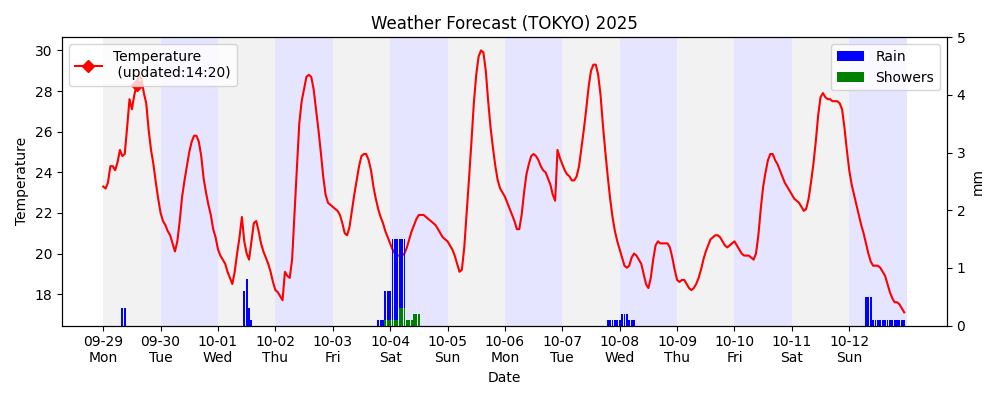 Weather Forecast (TOKYO) 2025
Temperature
(updated:14:20)
Rain
Showers
30
28
26
24
22
20
18
Temperature
5
4
3
2
1
0
mm
09-29 09-30 10-01 10-02 10-03 10-04 10-05 10-06 10-07 10-08 10-09 10-10 10-11 10-12
Mon Tue Wed Thu Fri Sat Sun Mon Tue Wed Thu Fri Sat Sun
Date